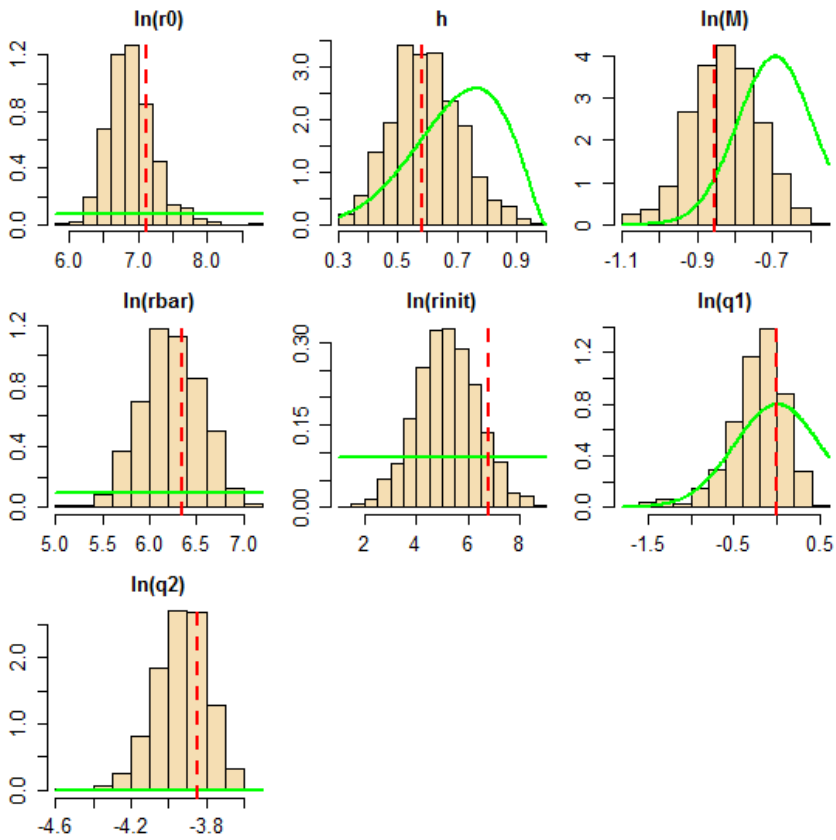 ln(r0)
0.0 0.4 0.8 1.2
6.0 7.0 8.0
h
0.0 1.0 2.0 3.0
0.3 0.5 0.7 0.9
ln(M)
0 1 2 3 4
-1.1 -0.9 -0.7
ln(rbar)
0.0 0.4 0.8 1.2
5.0 5.5 6.0 6.5 7.0
ln(rinit)
0.00 0.15 0.30
2 4 6 8
ln(q1)
0.0 0.4 0.8 1.2
-1.5 -0.5 0.5
ln(q2)
0.0 1.0 2.0
-4.6 -4.2 -3.8